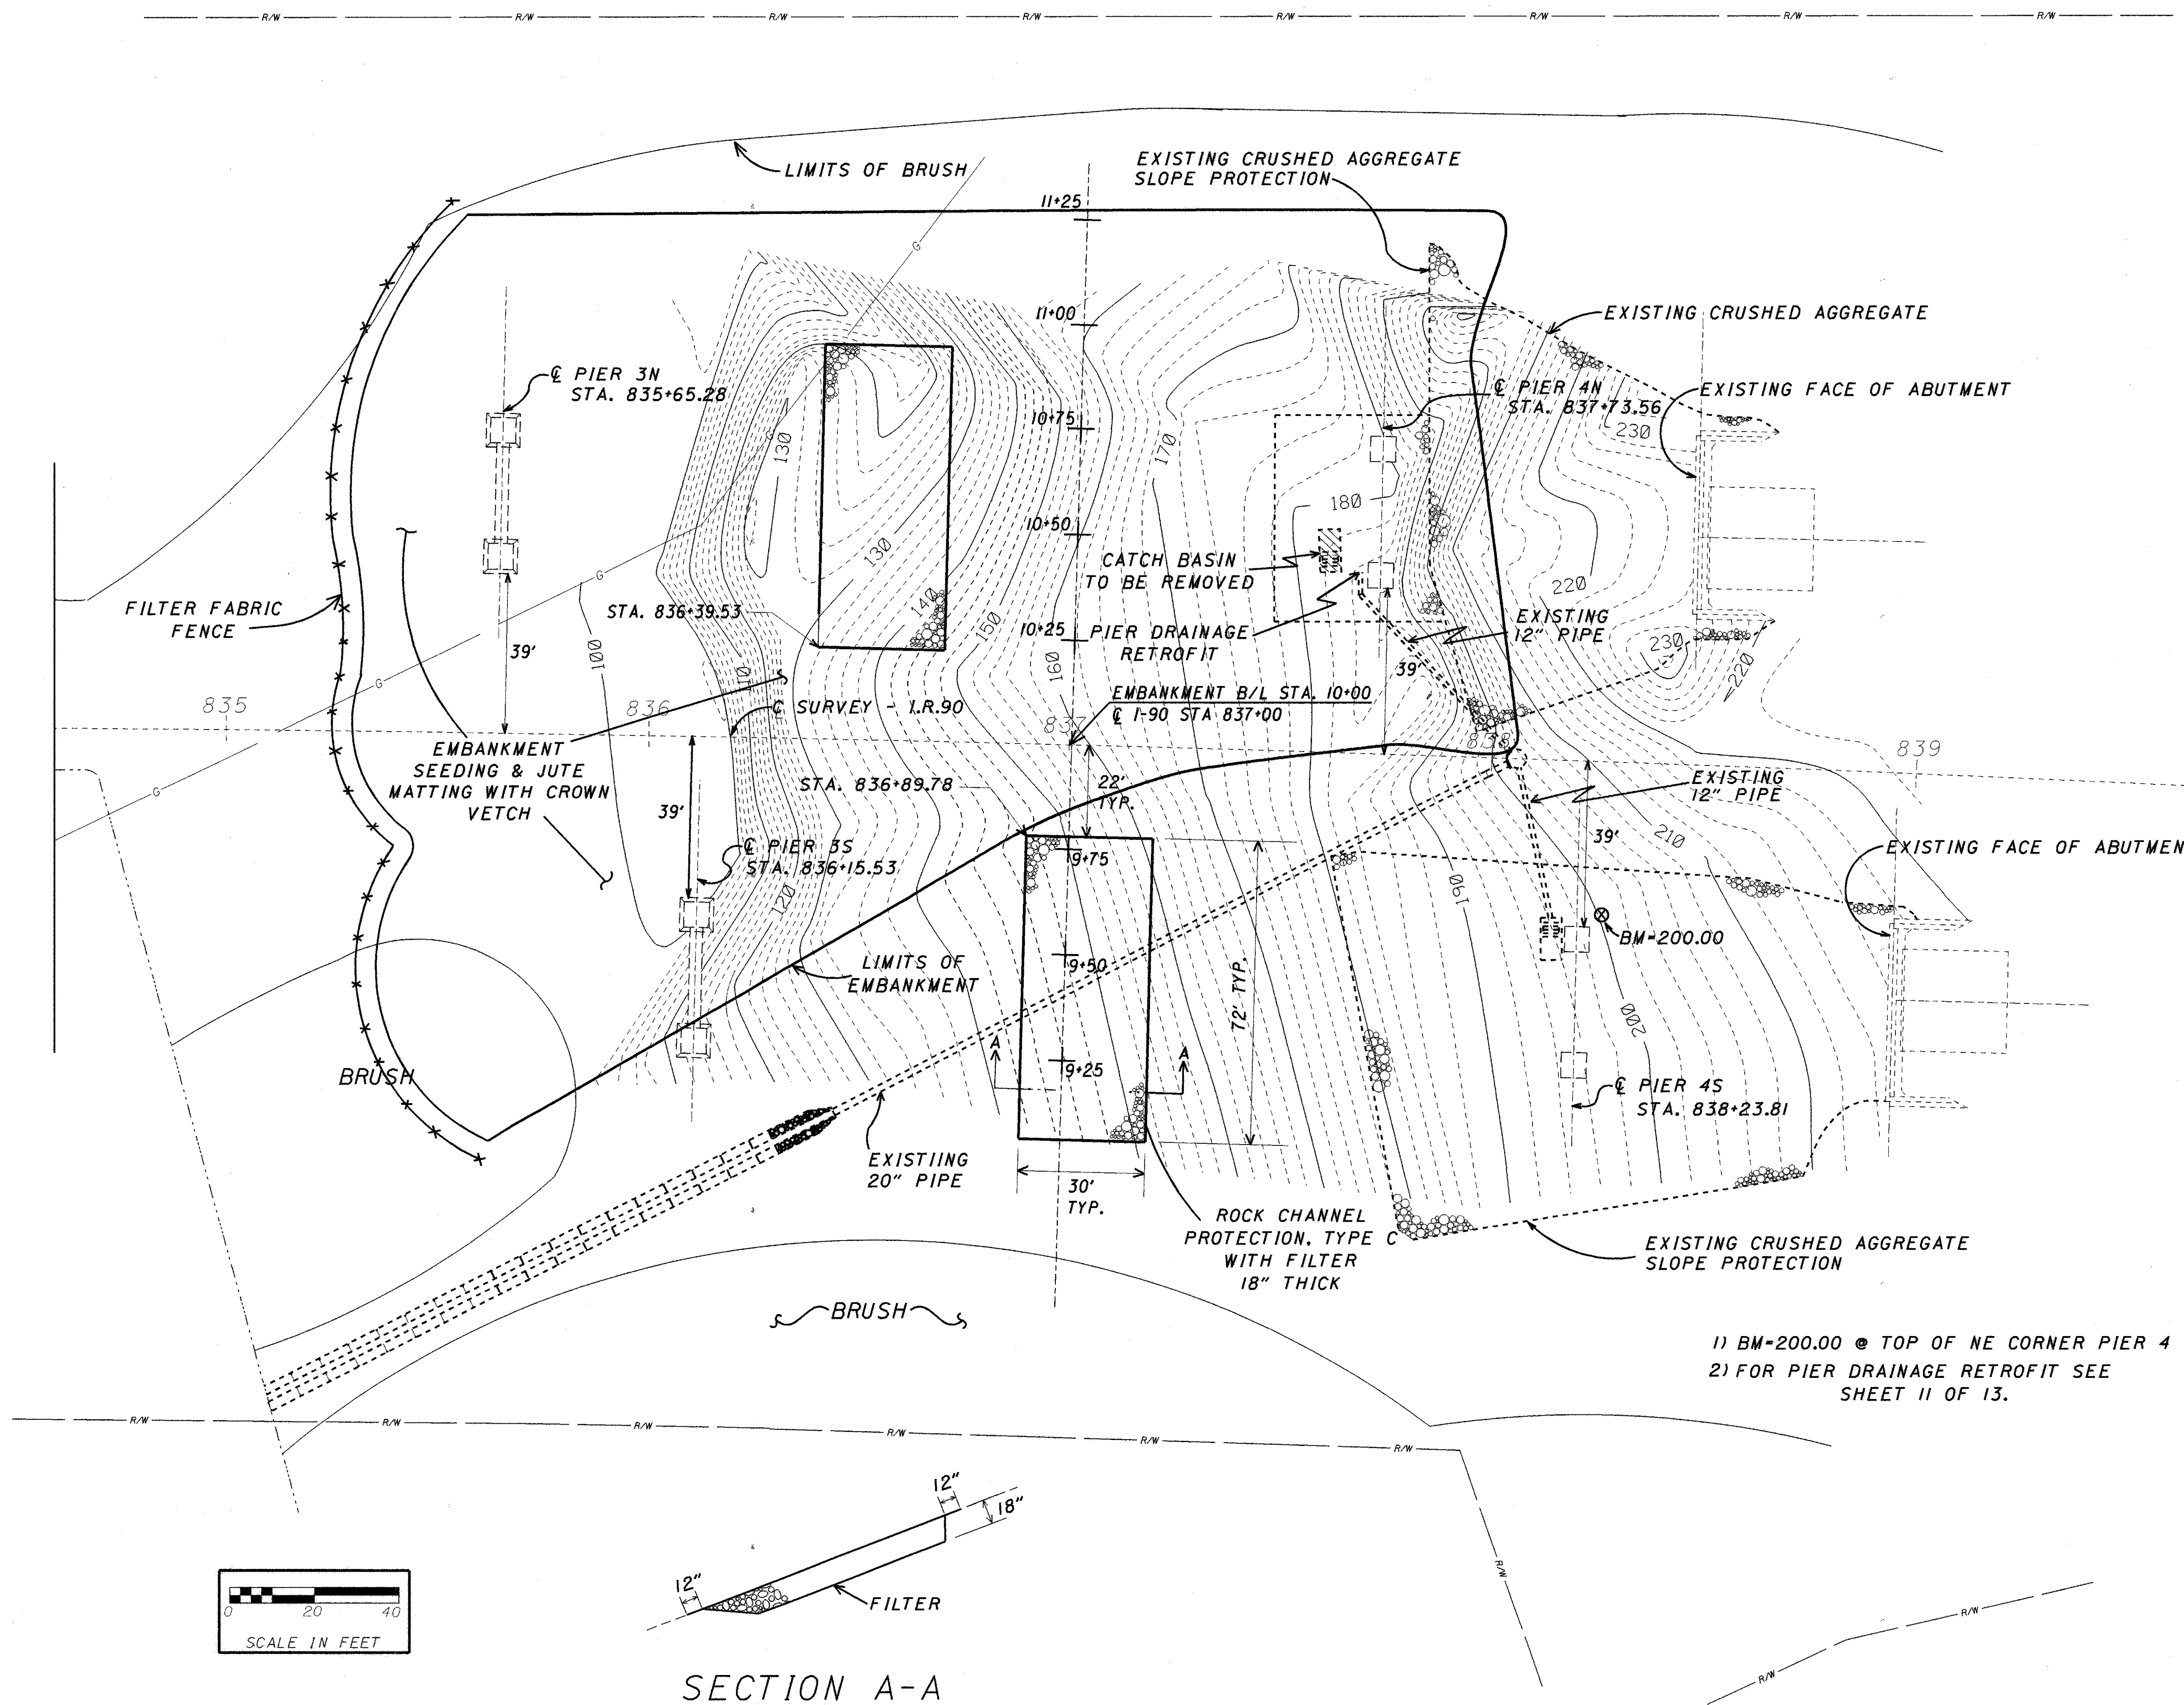 R/W
R/W
R/W
R/W
R/W
R/W
R/W
R/W
LIMITS OF BRUSH
EXISTING CRUSHED AGGREGATE
SLOPE PROTECTION
11+25
G
11+00
EXISTING CRUSHED AGGREGATE
℄ PIER 3N
STA. 835+65.28
℄ PIER 4N
STA. 837+73.56
EXISTING FACE OF ABUTMENT
10+75
G
130
170
230
180
10+50
130
CATCH BASIN
TO BE REMOVED
220
G
140
FILTER FABRIC
FENCE
STA. 836+39.53
150
10+25
PIER DRAINAGE
RETROFIT
EXISTING
12" PIPE
230
39'
100
110
160
39'
220
G
835
836
℄ SURVEY - I.R.90
EMBANKMENT B/L STA. 10+00
℄ I-90 STA 837+00
837
838
839
EMBANKMENT
SEEDING & JUTE
MATTING WITH CROWN
VETCH
G
STA. 836+89.78
22'
TYP.
EXISTING
12" PIPE
39'
℄ PIER 3S
STA. 836+15.53
9+75
39'
210
EXISTING FACE OF ABUTMEN
120
190
BM=200.00
LIMITS OF
EMBANKMENT
9+50
72' TYP.
200
A
A
BRUSH
9+25
℄ PIER 4S
STA. 838+23.81
EXISTIING
20" PIPE
30'
TYP.
ROCK CHANNEL
PROTECTION, TYPE C
WITH FILTER
18" THICK
EXISTING CRUSHED AGGREGATE
SLOPE PROTECTION
BRUSH
1) BM=200.00 @ TOP OF NE CORNER PIER 4
2) FOR PIER DRAINAGE RETROFIT SEE
SHEET 11 OF 13.
R/W
R/W
R/W
R/W
R/W
R/W
12"
18"
R/W
12"
FILTER
R/W
0 20 40
SCALE IN FEET
R/W
SECTION A-A